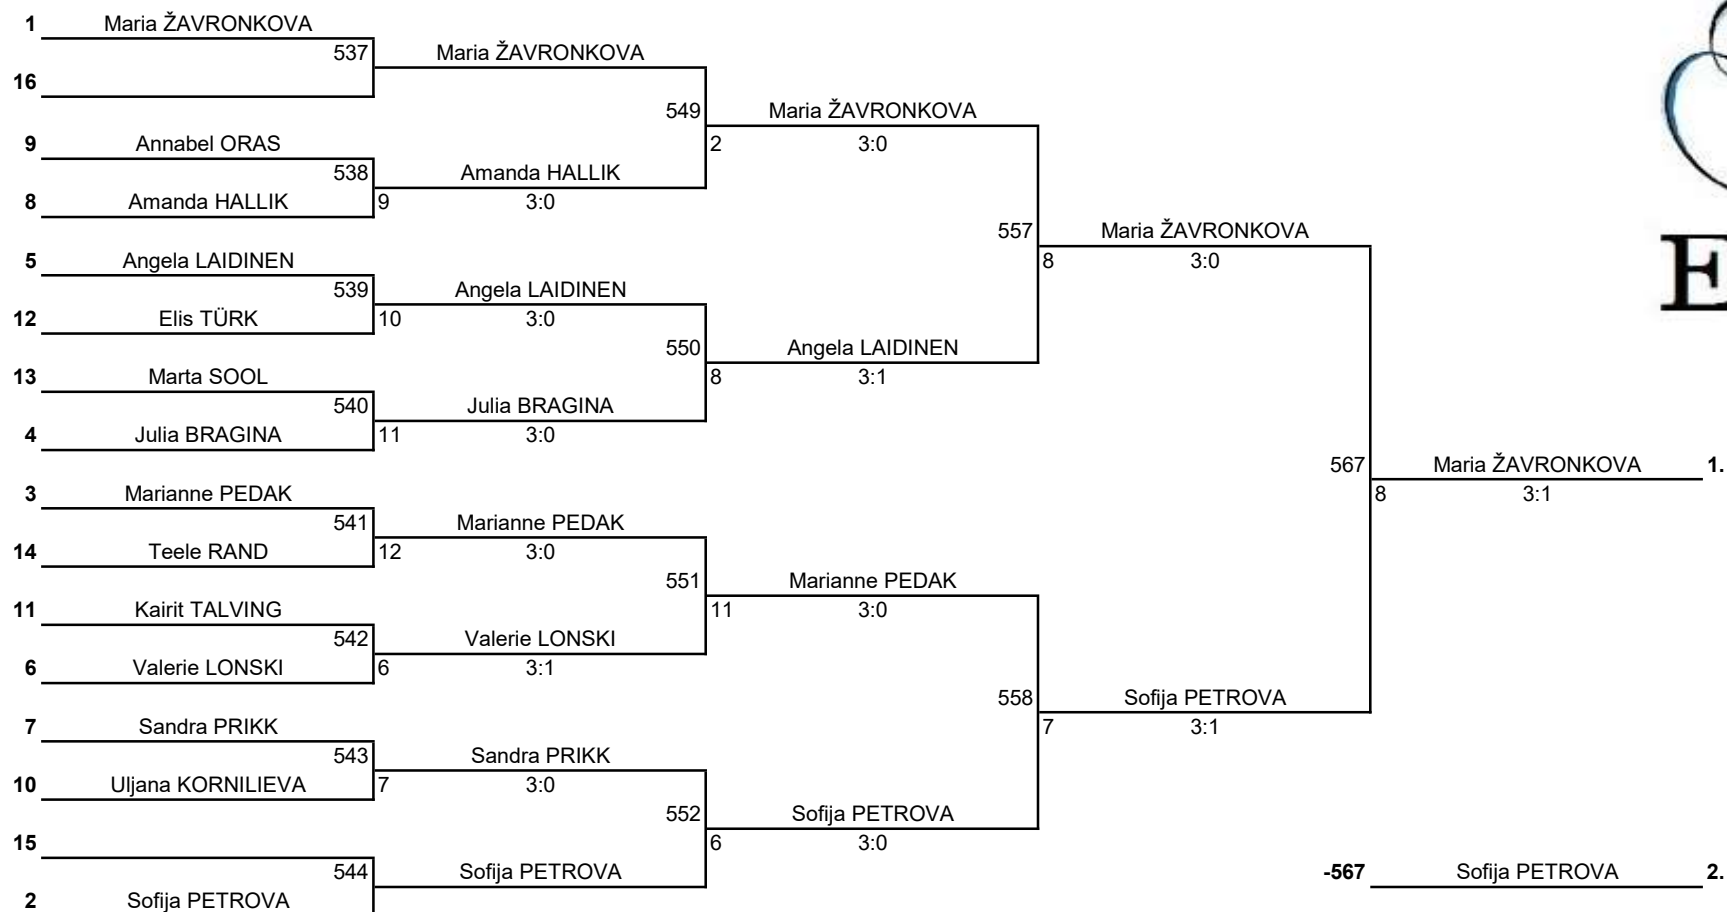 1 Maria ŽAVRONKOVA
537 Maria ŽAVRONKOVA
16
549 Maria ŽAVRONKOVA
9 Annabel ORAS
2 3:0
538 Amanda HALLIK
8 Amanda HALLIK 9 3:0
557 Maria ŽAVRONKOVA
5 Angela LAIDINEN
8 3:0
539 Angela LAIDINEN
12 Elis TÜRK 10 3:0
550 Angela LAIDINEN
13 Marta SOOL
8 3:1
540 Julia BRAGINA
4 Julia BRAGINA 11 3:0
567 Maria ŽAVRONKOVA 1.
3 Marianne PEDAK
8 3:1
541 Marianne PEDAK
14 Teele RAND 12 3:0
551 Marianne PEDAK
11 Kairit TALVING
11 3:0
542 Valerie LONSKI
6 Valerie LONSKI 6 3:1
558 Sofija PETROVA
7 Sandra PRIKK
7 3:1
543 Sandra PRIKK
10 Uljana KORNILIEVA 7 3:0
552 Sofija PETROVA
15
6 3:0
544 Sofija PETROVA
-567 Sofija PETROVA 2.
2 Sofija PETROVA
E